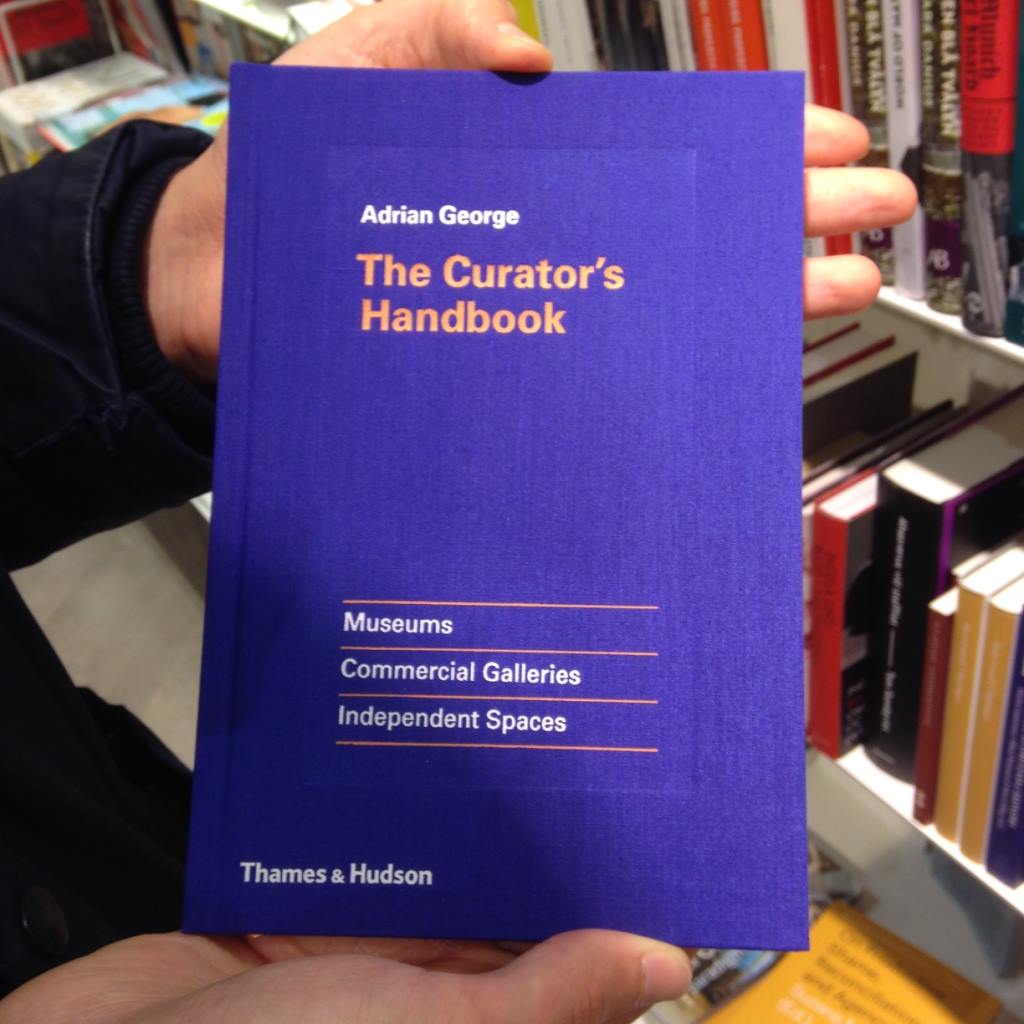 Adrian George
The Curator's
Handbook
Museums
Commercial Galleries
Independent Spaces
Thames & Hudson